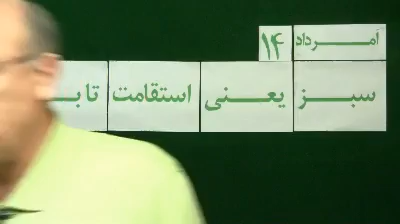 ۱۴ امرداد
سبز یعنی استقامت تا